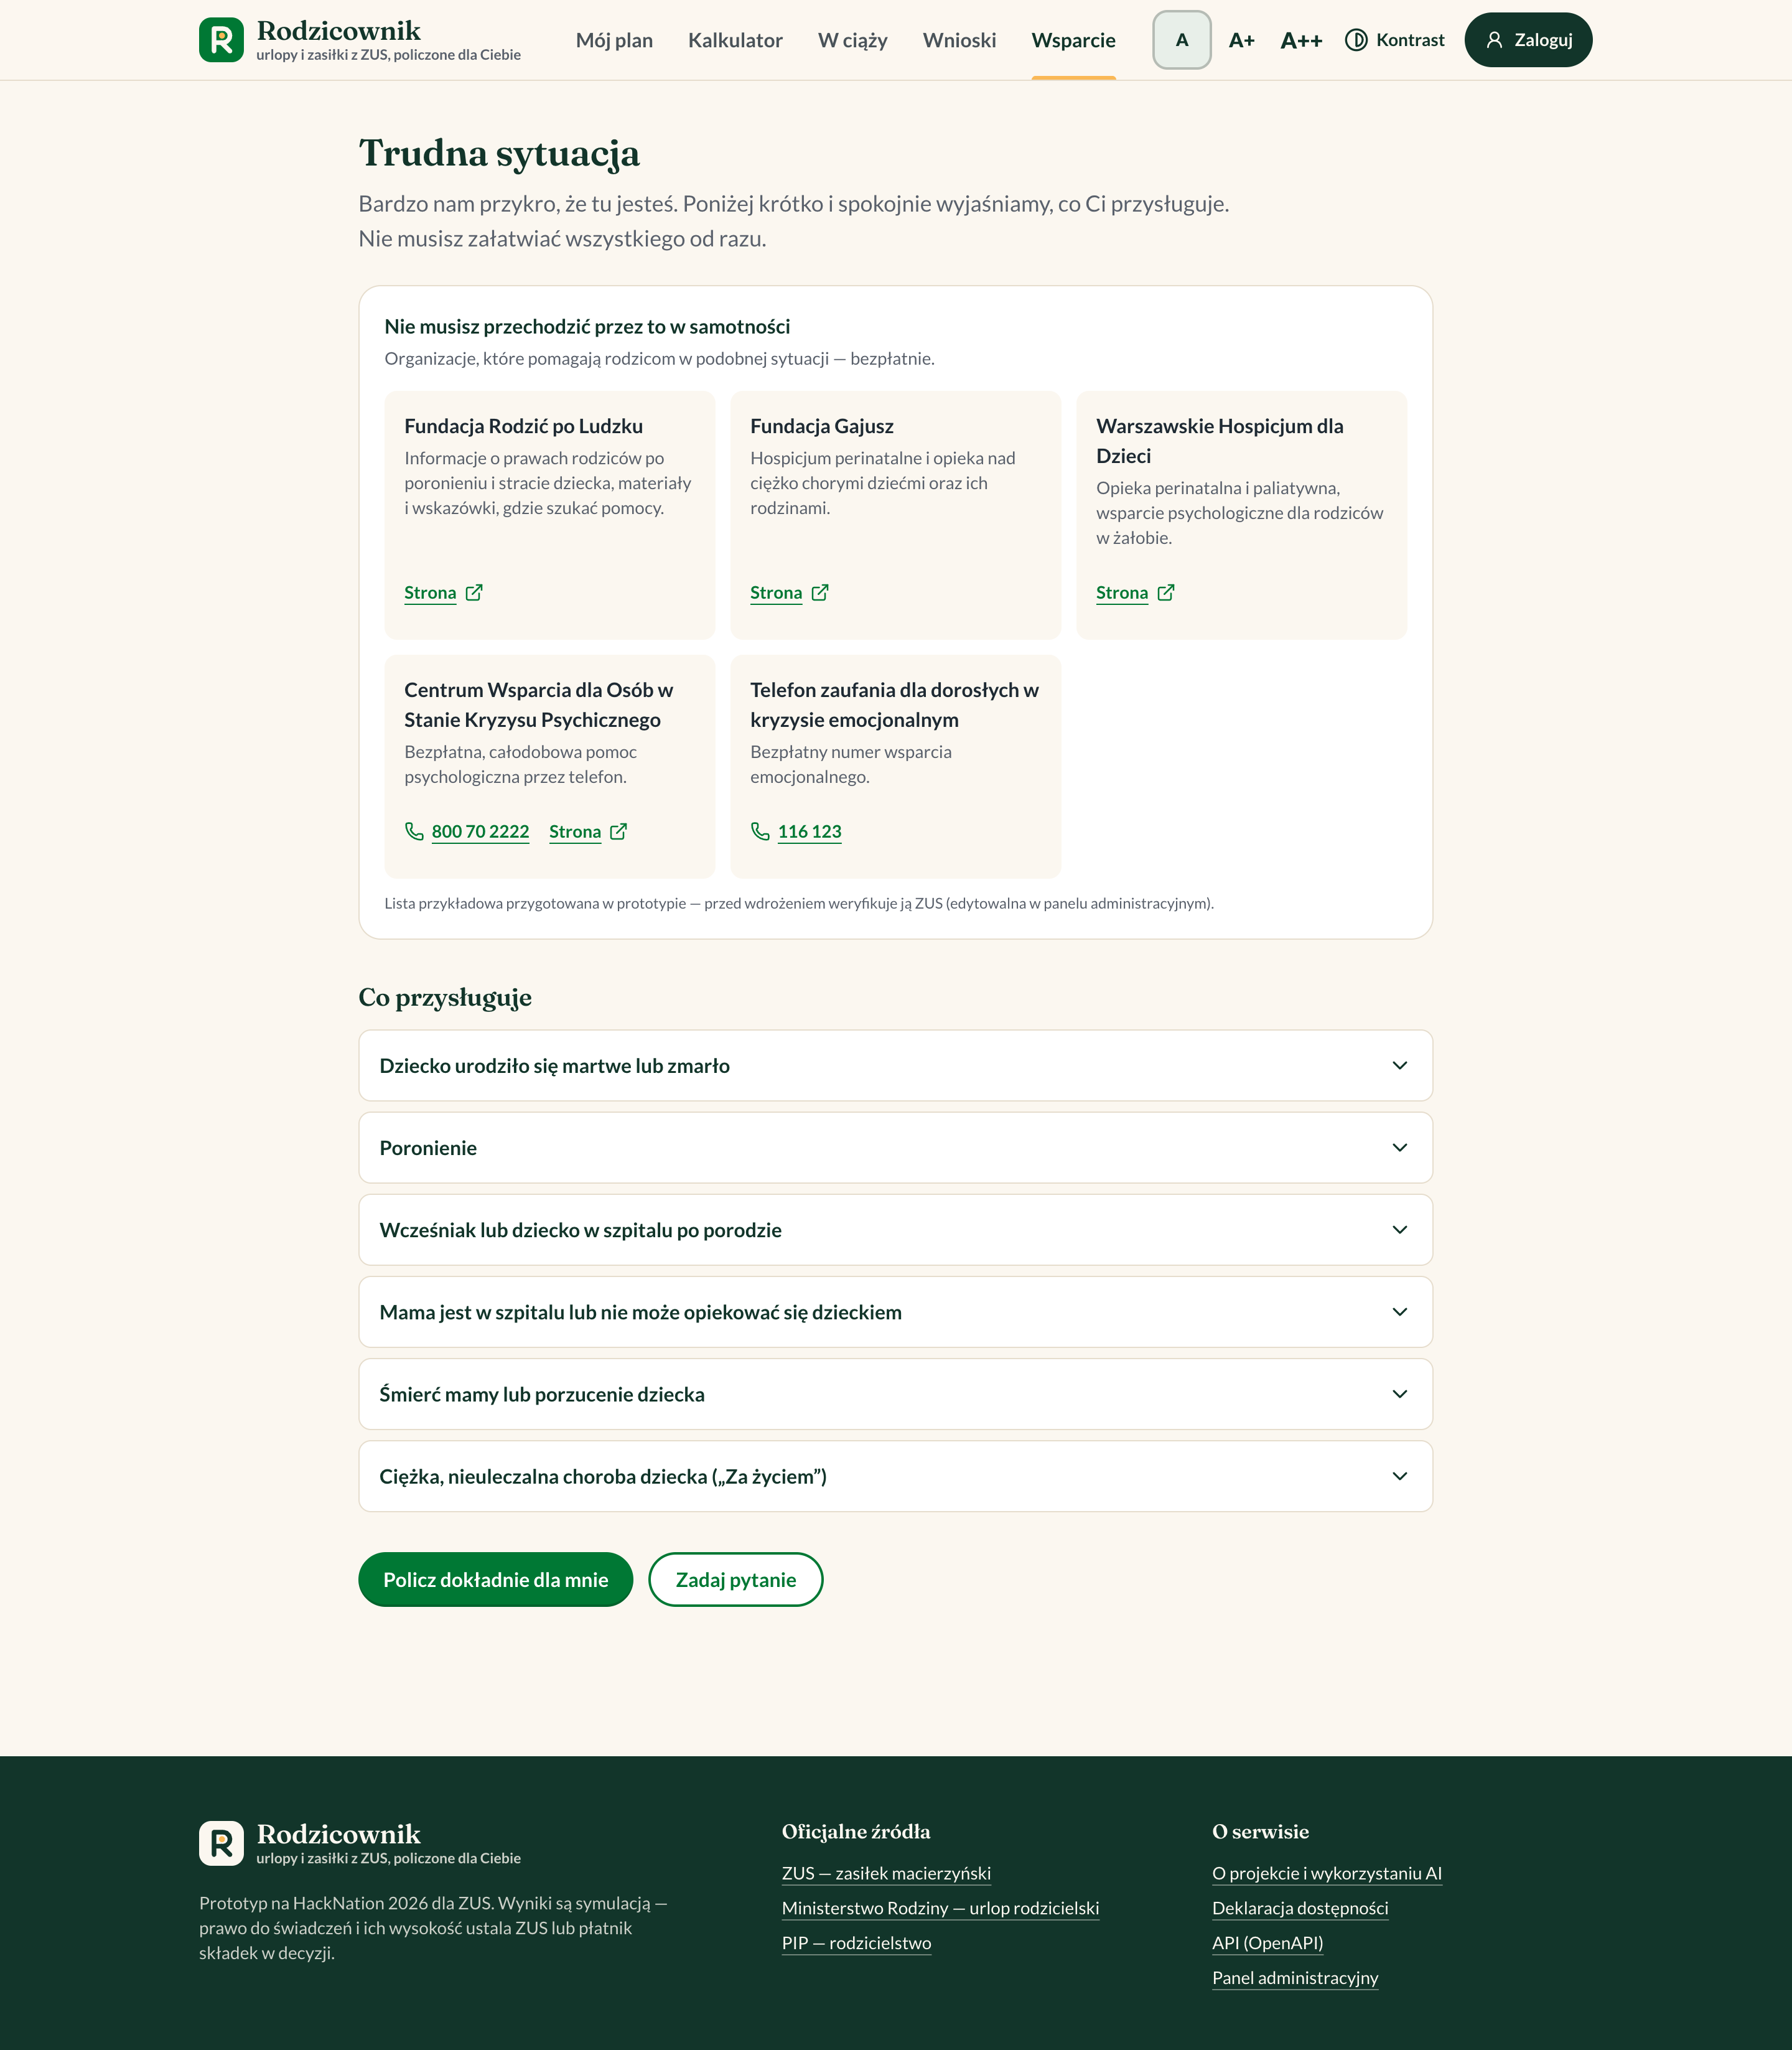 Rodzicownik
urlopy i zasiłki z ZUS, policzone dla Ciebie
Mój plan
Kalkulator
W ciąży
Wnioski
Wsparcie
A
A+
A++
Kontrast
Zaloguj
Trudna sytuacja
Bardzo nam przykro, że tu jesteś. Poniżej krótko i spokojnie wyjaśniamy, co Ci przysługuje.
Nie musisz załatwiać wszystkiego od razu.
Nie musisz przechodzić przez to w samotności
Organizacje, które pomagają rodzicom w podobnej sytuacji — bezpłatnie.
Fundacja Rodzić po Ludzku
Informacje o prawach rodziców po
poronieniu i stracie dziecka, materiały
i wskazówki, gdzie szukać pomocy.
Strona
Fundacja Gajusz
Hospicjum perinatalne i opieka nad
ciężko chorymi dziećmi oraz ich
rodzinami.
Strona
Warszawskie Hospicjum dla
Dzieci
Opieka perinatalna i paliatywna,
wsparcie psychologiczne dla rodziców
w żałobie.
Strona
Centrum Wsparcia dla Osób w
Stanie Kryzysu Psychicznego
Bezpłatna, całodobowa pomoc
psychologiczna przez telefon.
800 70 2222
Strona
Telefon zaufania dla dorosłych w
kryzysie emocjonalnym
Bezpłatny numer wsparcia
emocjonalnego.
116 123
Lista przykładowa przygotowana w prototypie — przed wdrożeniem weryfikuje ją ZUS (edytowalna w panelu administracyjnym).
Co przysługuje
Dziecko urodziło się martwe lub zmarło
Poronienie
Wcześniak lub dziecko w szpitalu po porodzie
Mama jest w szpitalu lub nie może opiekować się dzieckiem
Śmierć mamy lub porzucenie dziecka
Ciężka, nieuleczalna choroba dziecka („Za życiem”)
Policz dokładnie dla mnie
Zadaj pytanie
Rodzicownik
urlopy i zasiłki z ZUS, policzone dla Ciebie
Prototyp na HackNation 2026 dla ZUS. Wyniki są symulacją —
prawo do świadczeń i ich wysokość ustala ZUS lub płatnik
składek w decyzji.
Oficjalne źródła
ZUS — zasiłek macierzyński
Ministerstwo Rodziny — urlop rodzicielski
PIP — rodzicielstwo
O serwisie
O projekcie i wykorzystaniu AI
Deklaracja dostępności
API (OpenAPI)
Panel administracyjny